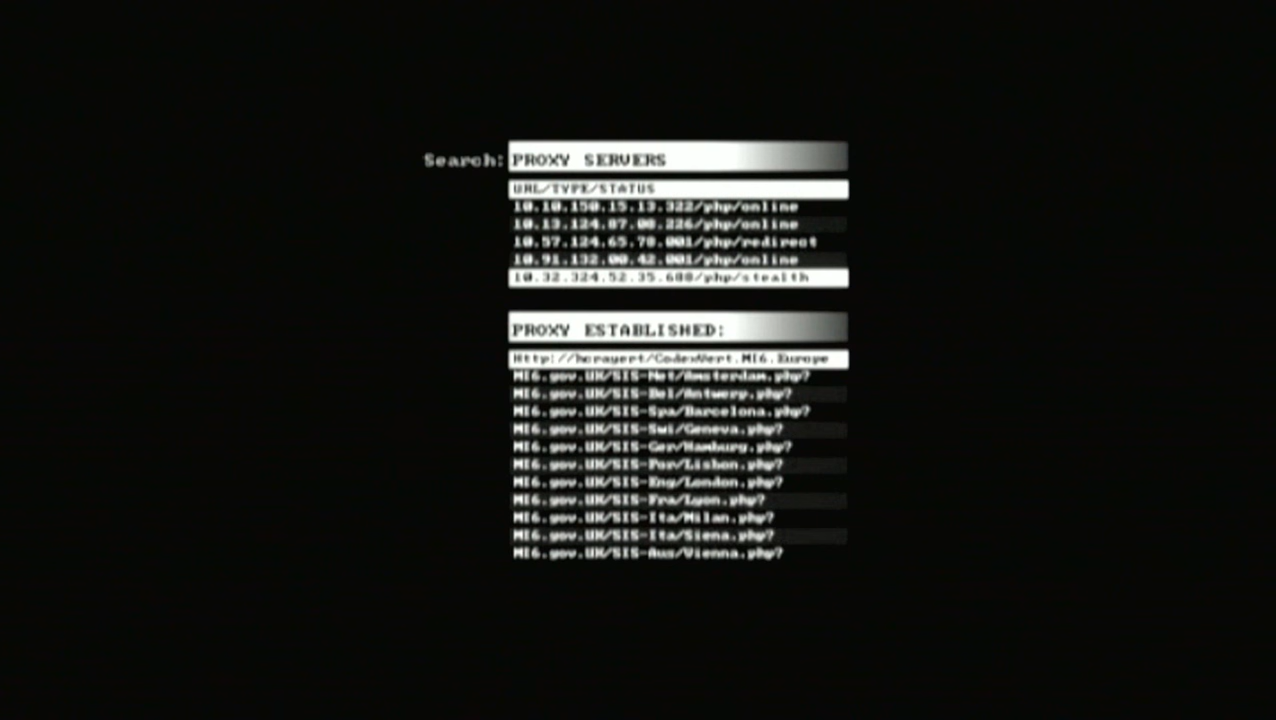 Search: PROXY SERVERS
URL/TYPE/STATUS
10.10.150.15.13.322/php/online
10.13.124.87.08.226/php/online
10.57.124.65.78.001/php/redirect
10.91.132.00.42.001/php/online
10.32.324.52.35.688/php/stealth
PROXY ESTABLISHED:
MI6.gov.UK/SIS-Net/Amsterdam.php?
MI6.gov.UK/SIS-Bel/Antwerp.php?
MI6.gov.UK/SIS-Spa/Barcelona.php?
MI6.gov.UK/SIS-Swi/Geneva.php?
MI6.gov.UK/SIS-Ger/Hamburg.php?
MI6.gov.UK/SIS-Por/Lisbon.php?
MI6.gov.UK/SIS-Eng/London.php?
MI6.gov.UK/SIS-Fra/Lyon.php?
MI6.gov.UK/SIS-Ita/Milan.php?
MI6.gov.UK/SIS-Ita/Siena.php?
MI6.gov.UK/SIS-Aus/Vienna.php?